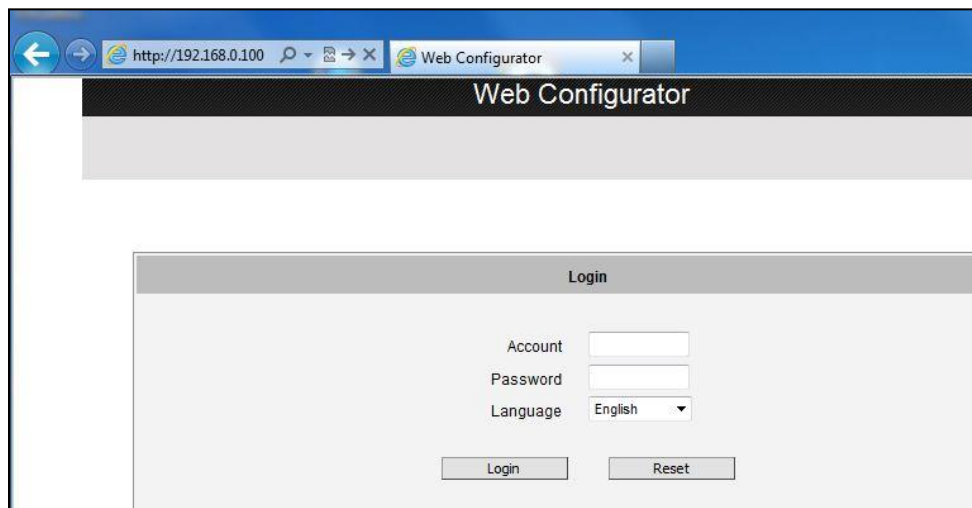 http://192.168.0.100
Web Configurator
Web Configurator
Login
Account
Password
Language English
Login Reset